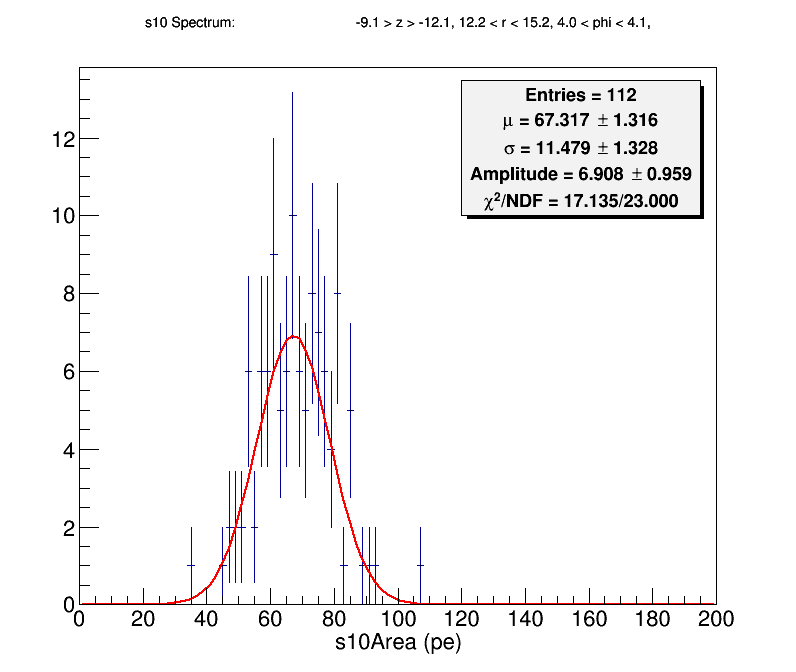 s10 Spectrum: -9.1 > z > -12.1, 12.2 < r < 15.2, 4.0 < phi < 4.1,
Entries = 112
μ = 67.317 ± 1.316
σ = 11.479 ± 1.328
Amplitude = 6.908 ± 0.959
χ²/NDF = 17.135/23.000
12
10
8
6
4
2
0
0 20 40 60 80 100 120 140 160 180 200
s10Area (pe)